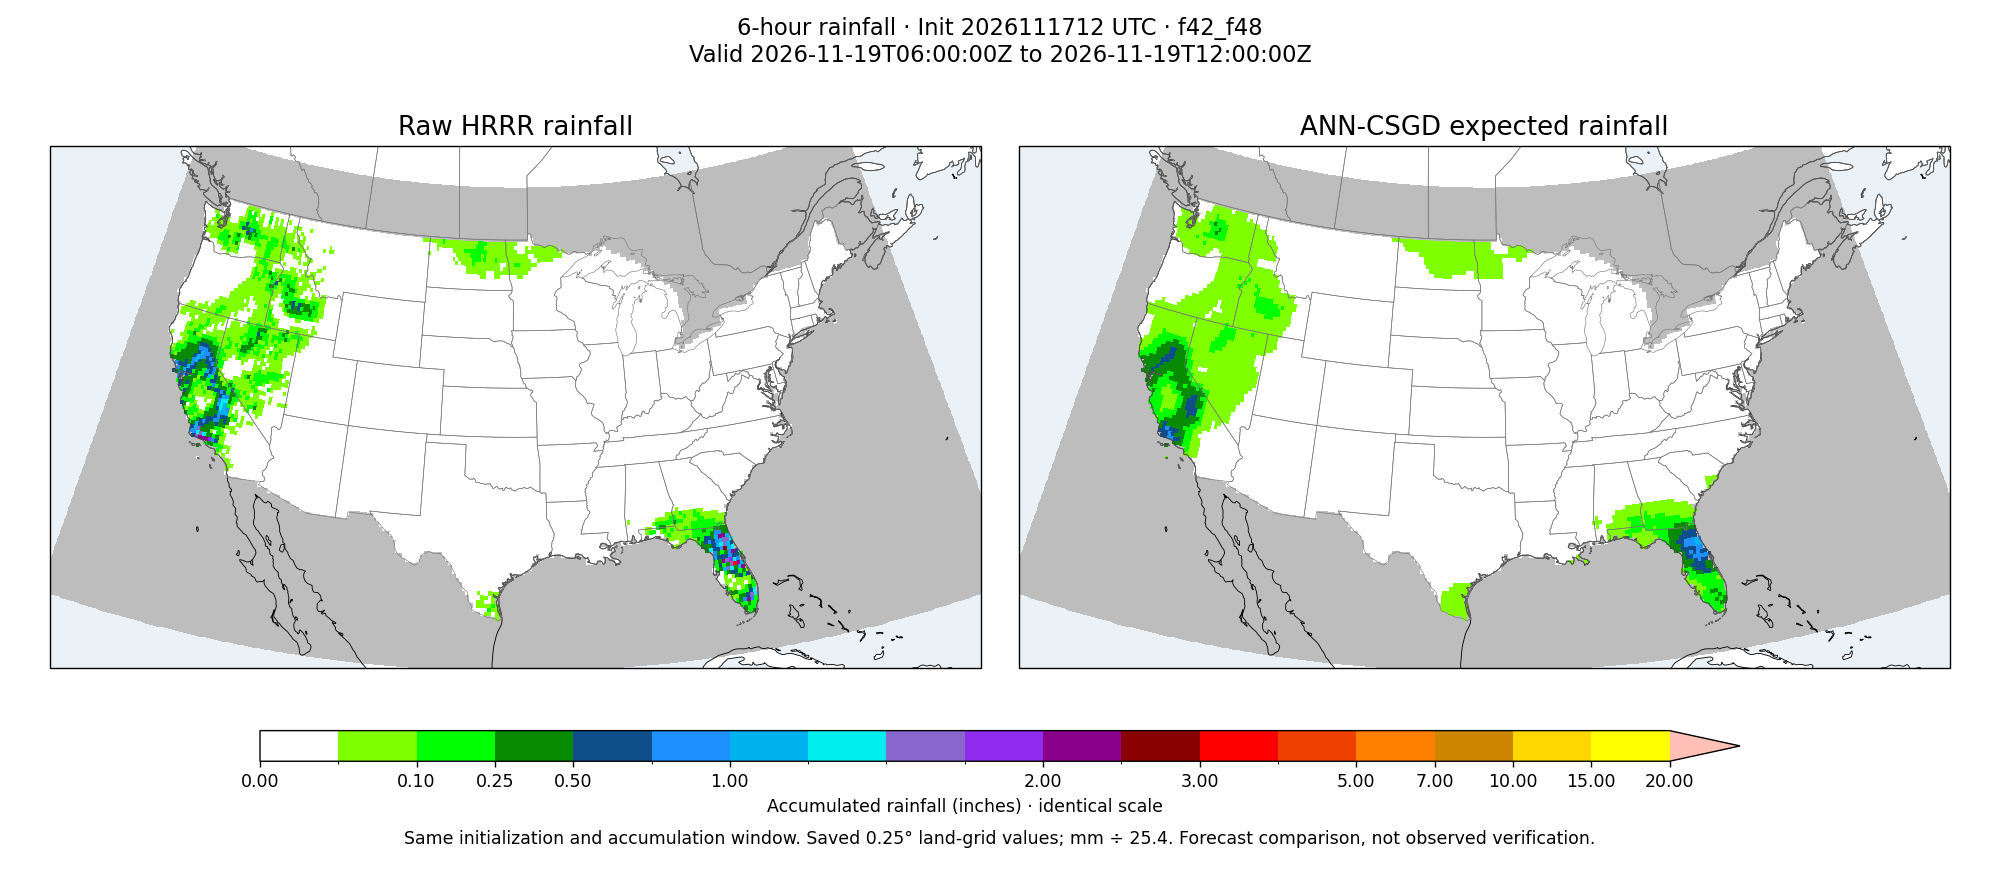 6-hour rainfall · Init 2026111712 UTC · f42_f48
Valid 2026-11-19T06:00:00Z to 2026-11-19T12:00:00Z
Raw HRRR rainfall
ANN-CSGD expected rainfall
0.00 0.10 0.25 0.50 1.00 2.00 3.00 5.00 7.00 10.00 15.00 20.00
Accumulated rainfall (inches) · identical scale
Same initialization and accumulation window. Saved 0.25° land-grid values; mm ÷ 25.4. Forecast comparison, not observed verification.